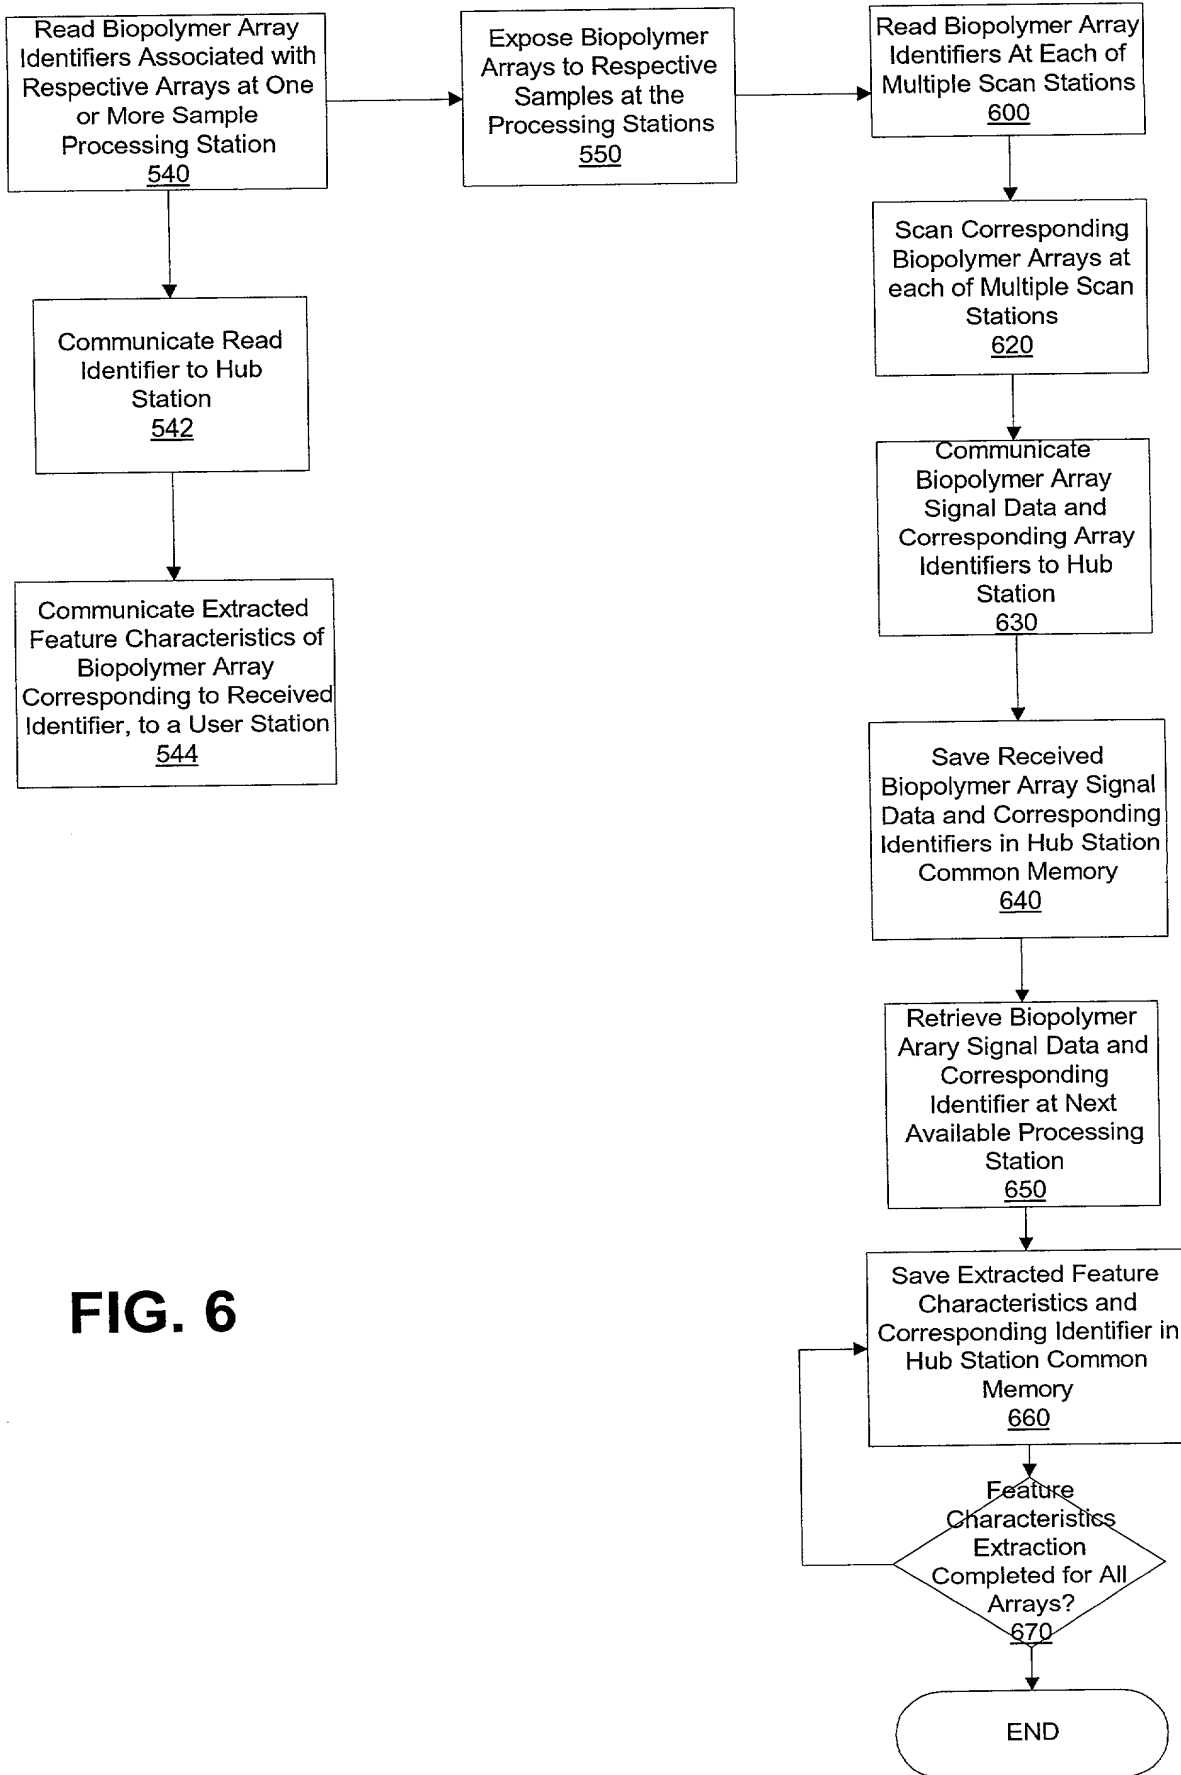 Read Biopolymer Array
Identifiers Associated with
Respective Arrays at One
or More Sample
Processing Station
540
Expose Biopolymer
Arrays to Respective
Samples at the
Processing Stations
550
Read Biopolymer Array
Identifiers At Each of
Multiple Scan Stations
600
Scan Corresponding
Biopolymer Arrays at
each of Multiple Scan
Stations
620
Communicate Read
Identifier to Hub
Station
542
Communicate
Biopolymer Array
Signal Data and
Corresponding Array
Identifiers to Hub
Station
630
Communicate Extracted
Feature Characteristics of
Biopolymer Array
Corresponding to Received
Identifier, to a User Station
544
Save Received
Biopolymer Array Signal
Data and Corresponding
Identifiers in Hub Station
Common Memory
640
Retrieve Biopolymer
Arary Signal Data and
Corresponding
Identifier at Next
Available Processing
Station
650
Save Extracted Feature
Characteristics and
Corresponding Identifier in
Hub Station Common
Memory
660
FIG. 6
Feature
Characteristics
Extraction
Completed for All
Arrays?
670
END